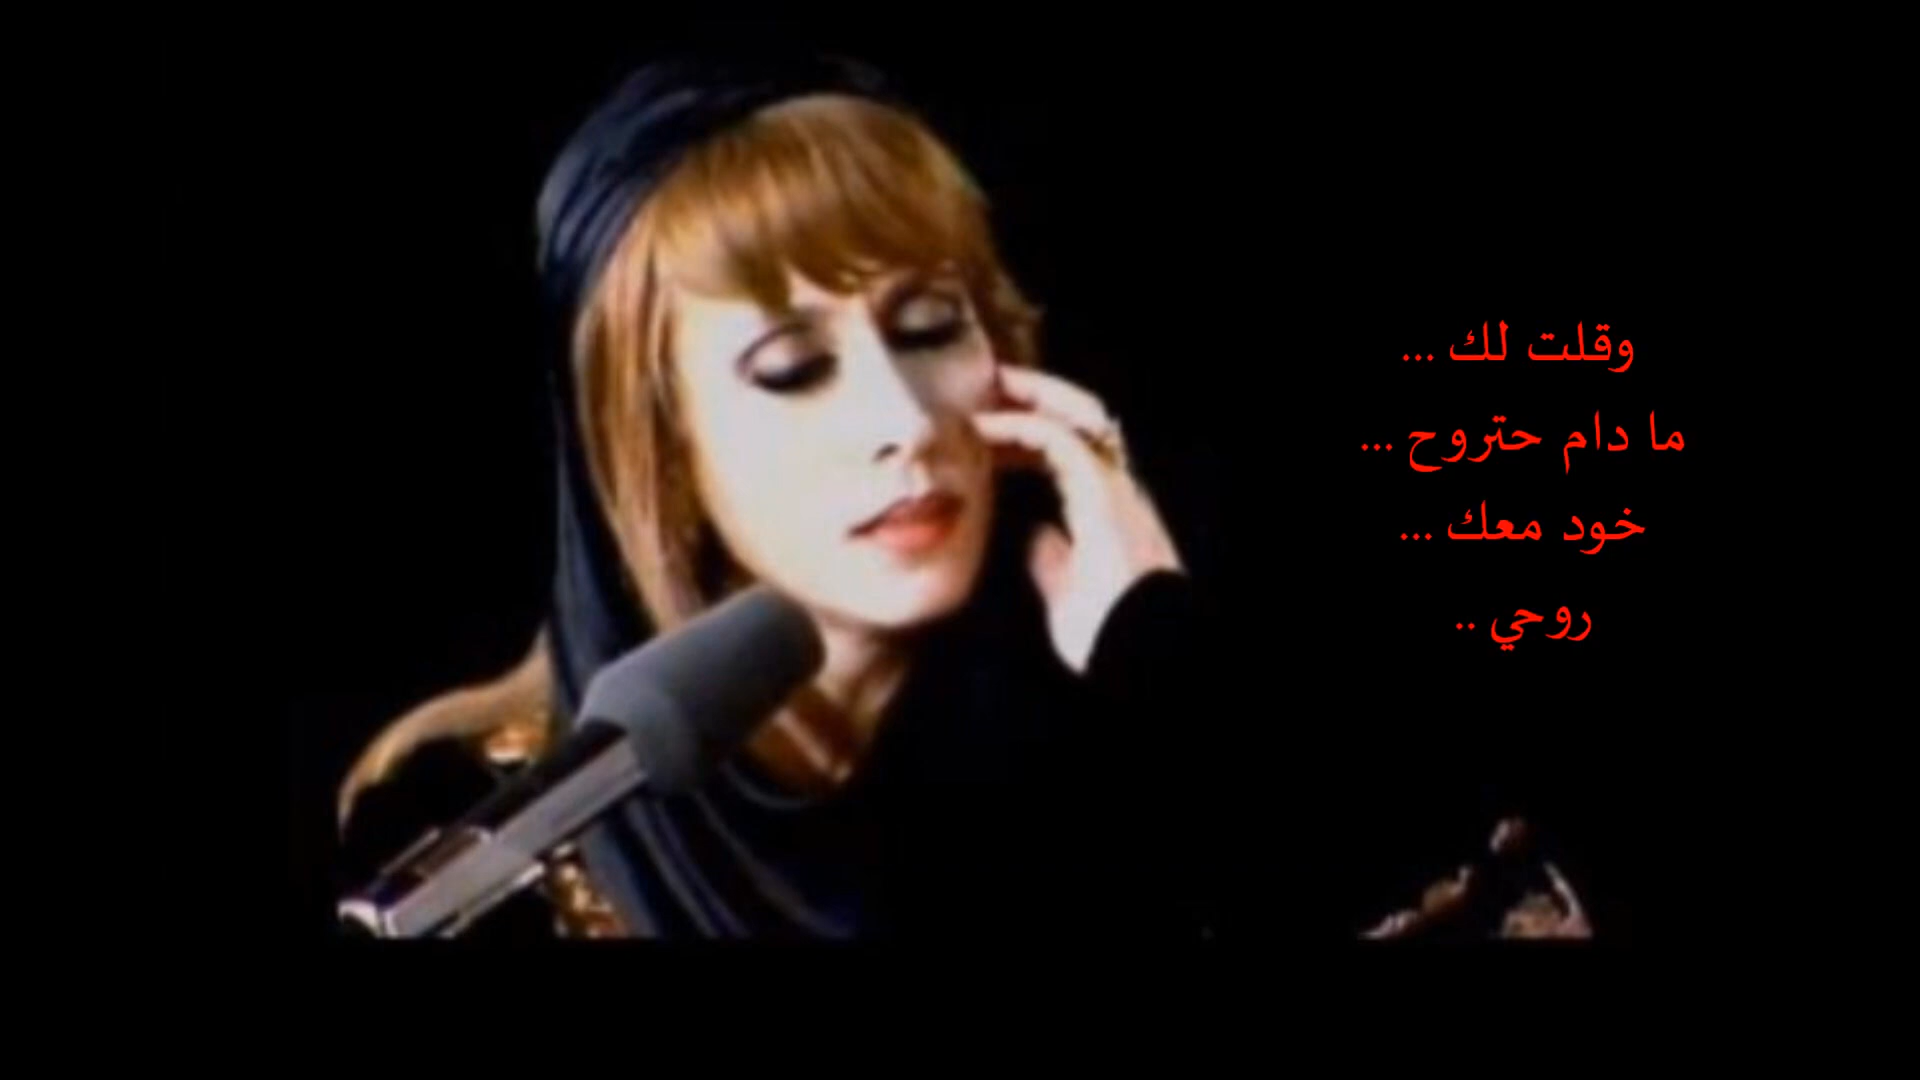 وقلت لك ...
ما دام حتروح ...
خود معك ...
روحي ..